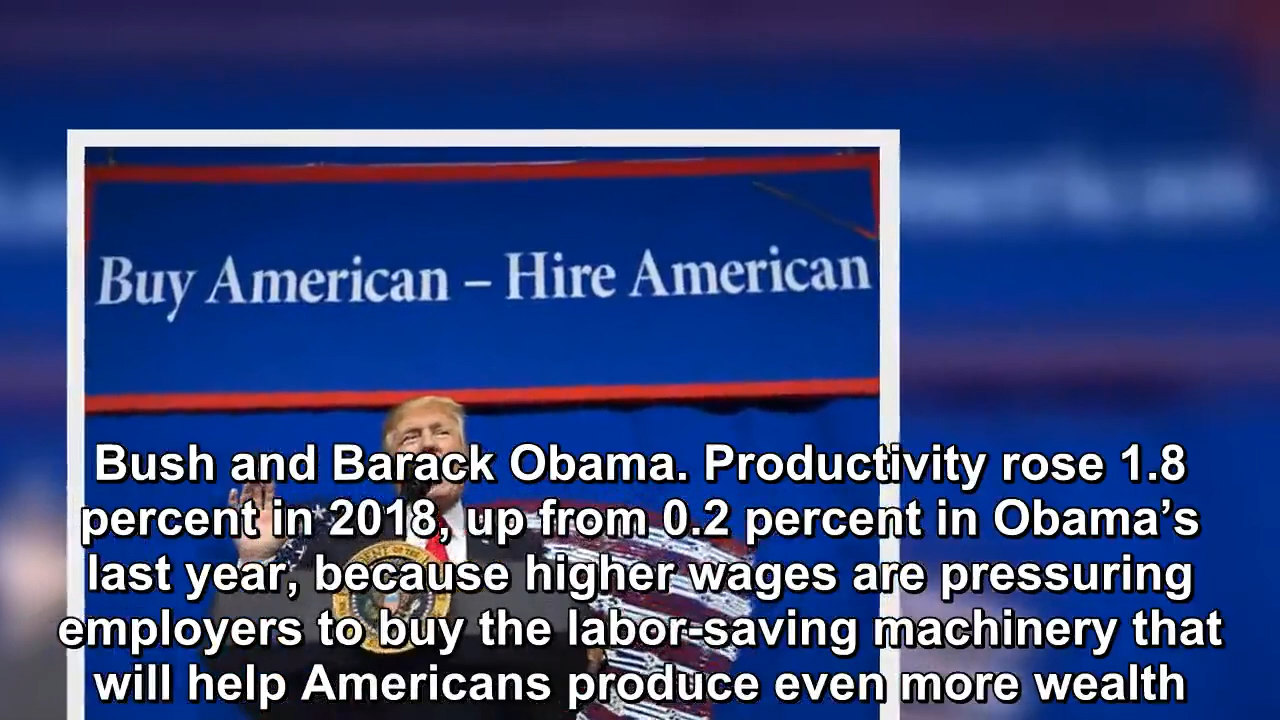 Buy American – Hire American
Bush and Barack Obama. Productivity rose 1.8
percent in 2018, up from 0.2 percent in Obama’s
last year, because higher wages are pressuring
employers to buy the labor-saving machinery that
will help Americans produce even more wealth